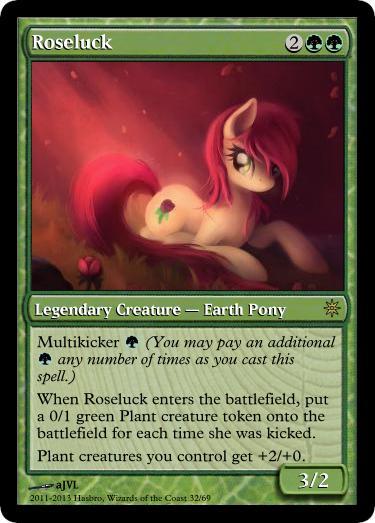 Roseluck 2
Legendary Creature — Earth Pony
Multikicker (You may pay an additional
any number of times as you cast this
spell.)
When Roseluck enters the battlefield, put
a 0/1 green Plant creature token onto the
battlefield for each time she was kicked.
Plant creatures you control get +2/+0.
3/2
aJVL
2011-2013 Hasbro, Wizards of the Coast 32/69